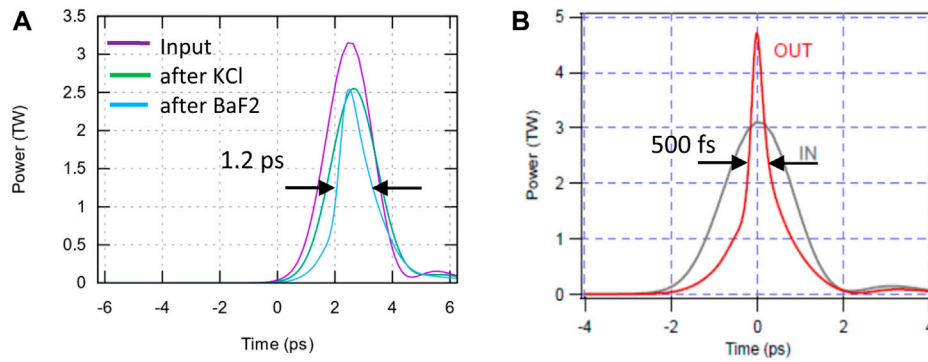 A
Power (TW)
3.5
3
2.5
2
1.5
1
0.5
0
Input
after KCl
after BaF2
1.2 ps
-6 -4 -2 0 2 4 6
Time (ps)
B
Power (TW)
5
4
3
2
1
0
OUT
IN
500 fs
-4 -2 0 2 4
Time (ps)